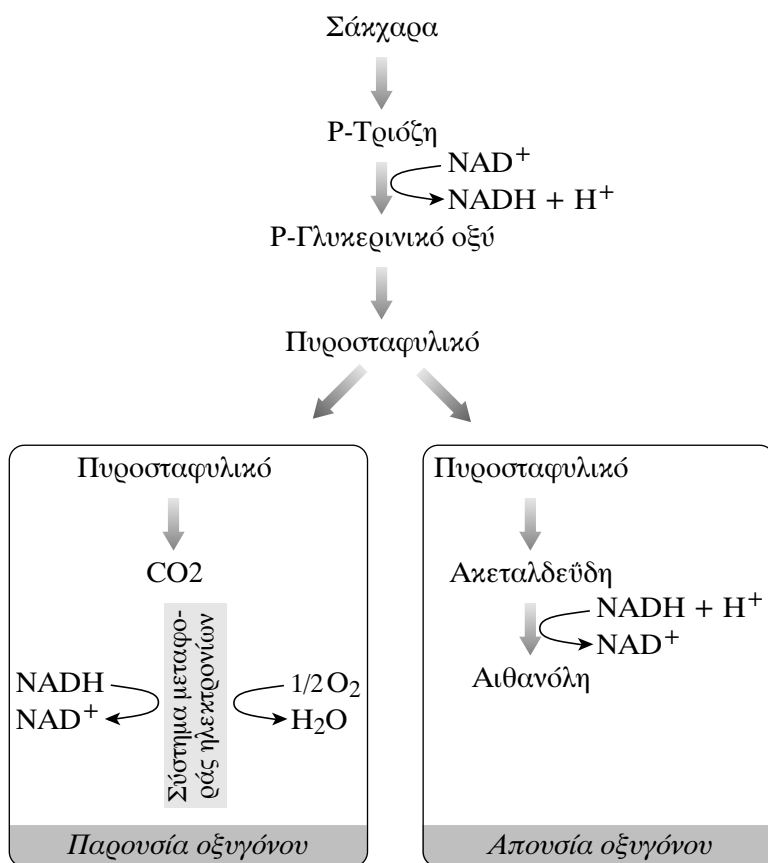 Σάκχαρα
P-Τριόζη
NAD⁺
NADH + H⁺
P-Γλυκερινικό οξύ
Πυροσταφυλικό
Πυροσταφυλικό
CO2
Σύστημα μεταφο-
ράς ηλεκτρονίων
NADH
NAD⁺
1/2 O₂
H₂O
Παρουσία οξυγόνου
Πυροσταφυλικό
Ακεταλδεΰδη
NADH + H⁺
NAD⁺
Αιθανόλη
Απουσία οξυγόνου